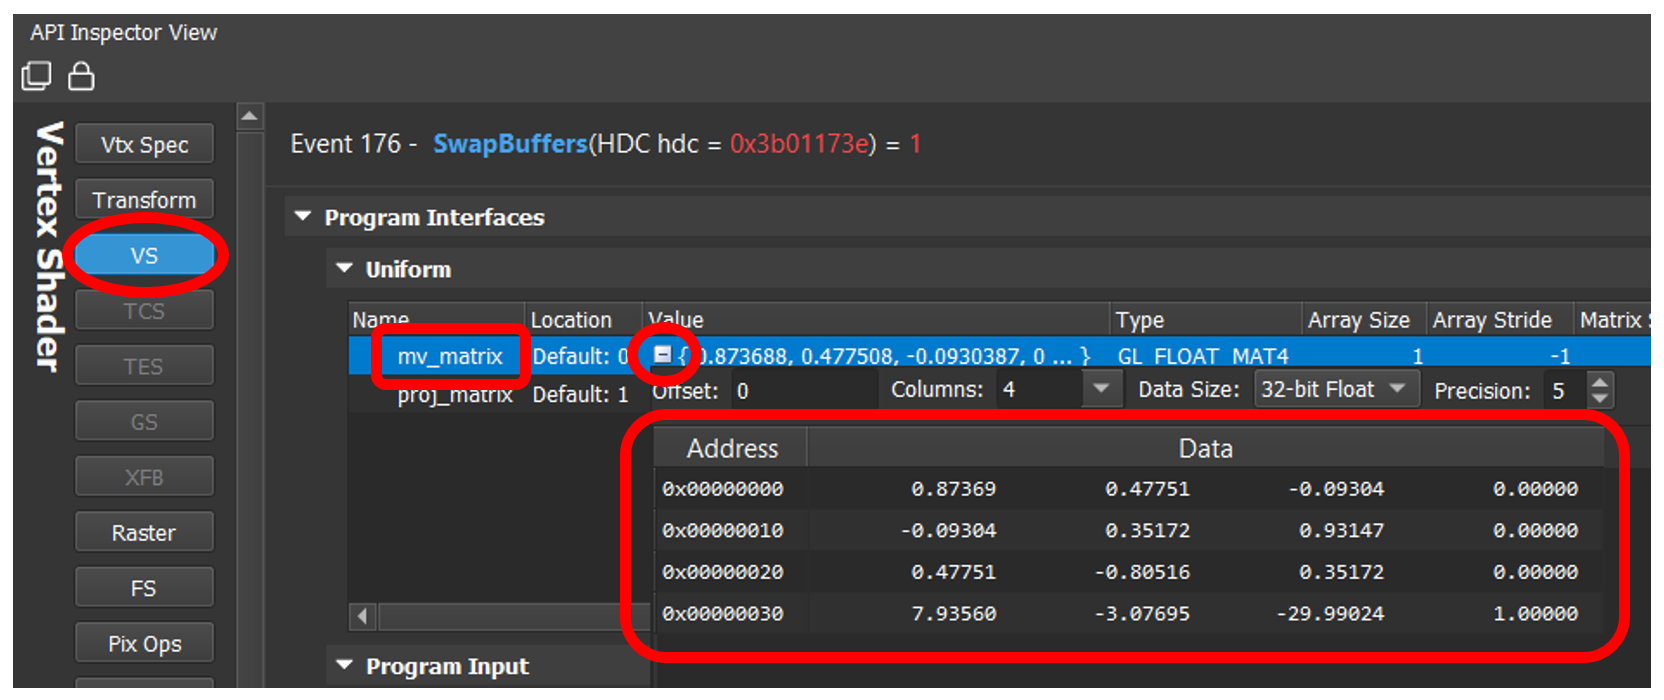 API Inspector View
Vertex Shader
Vtx Spec
Transform
VS
TCS
TES
GS
XFB
Raster
FS
Pix Ops
Event 176 - SwapBuffers(HDC hdc = 0x3b01173e) = 1
Program Interfaces
Uniform
Name Location Value Type Array Size Array Stride Matrix
mv_matrix Default: 0 { 0.873688, 0.477508, -0.0930387, 0 ... } GL_FLOAT_MAT4 1 -1
proj_matrix Default: 1 Offset: 0 Columns: 4 Data Size: 32-bit Float Precision: 5
Address Data
0x00000000 0.87369 0.47751 -0.09304 0.00000
0x00000010 -0.09304 0.35172 0.93147 0.00000
0x00000020 0.47751 -0.80516 0.35172 0.00000
0x00000030 7.93560 -3.07695 -29.99024 1.00000
Program Input